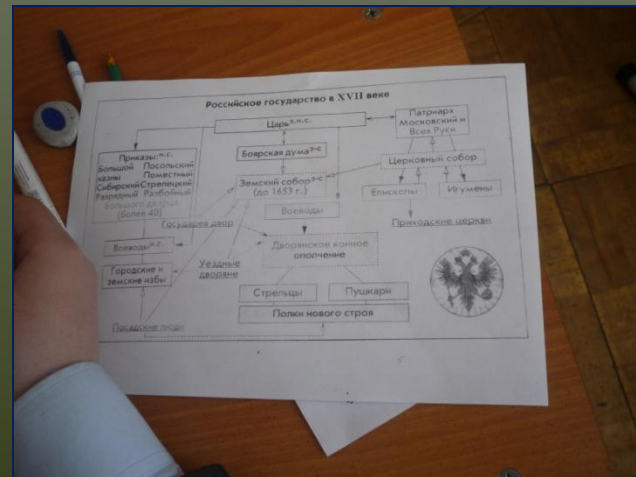 Российское государство в XVII веке
Царь з.и.с.
Патриарх
Московский и
Всея Руси
Приказы: и.с.
Большой Посольский
казны Поместный
Сибирский Стрелецкий
Разрядный Разбойный
Большого дворца
(более 40)
Боярская дума з-с
Земский собор з-с
(до 1653 г.)
Церковный собор
Епископы
Игумены
Приходские церкви
Воеводы
Государев двор
Дворянское конное
ополчение
Воеводы и.с.
Городские и
земские избы
Уездные
дворяне
Стрельцы
Пушкари
Полки нового строя
Посадские люди